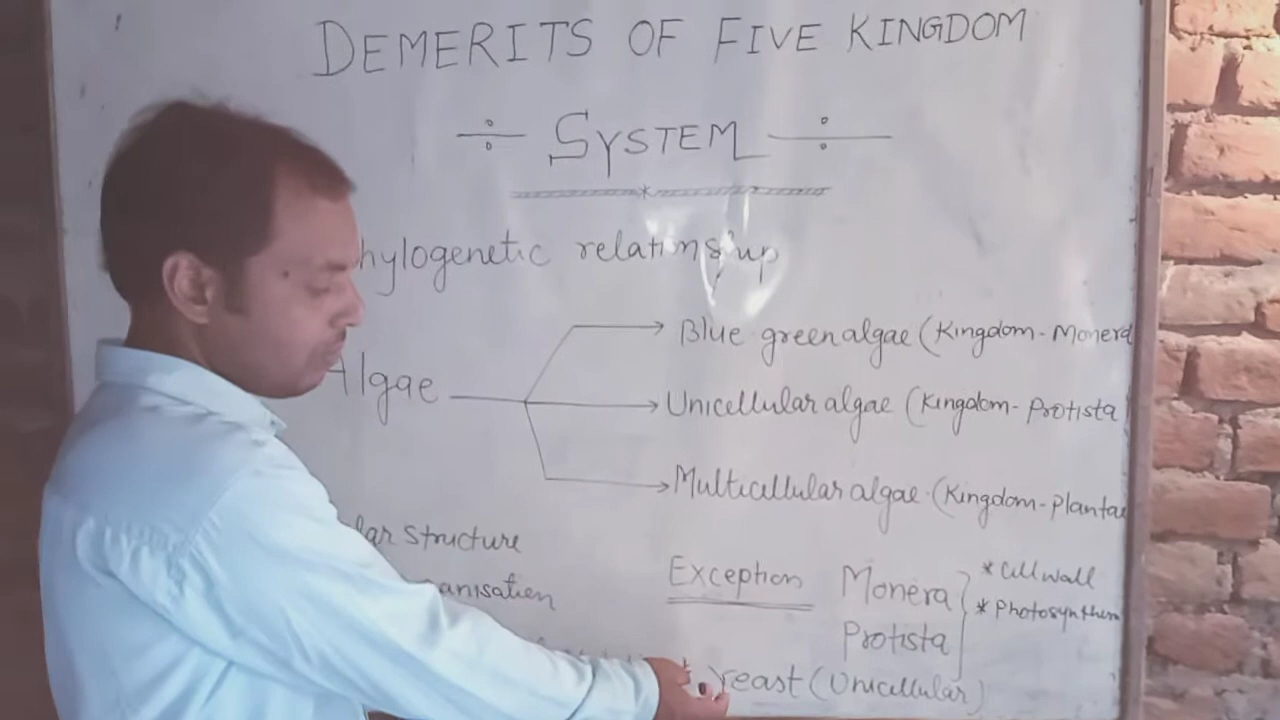 DEMERITS OF FIVE KINGDOM
÷ SYSTEM ÷
hylogenetic relationship
Blue green algae (Kingdom - Monera
Algae
Unicellular algae (Kingdom - Protista)
Multicellular algae (Kingdom - plantae
lar structure
anisation
Exception Monera * Cell wall
Protista * Photosynthesis
Yeast (Unicellular)